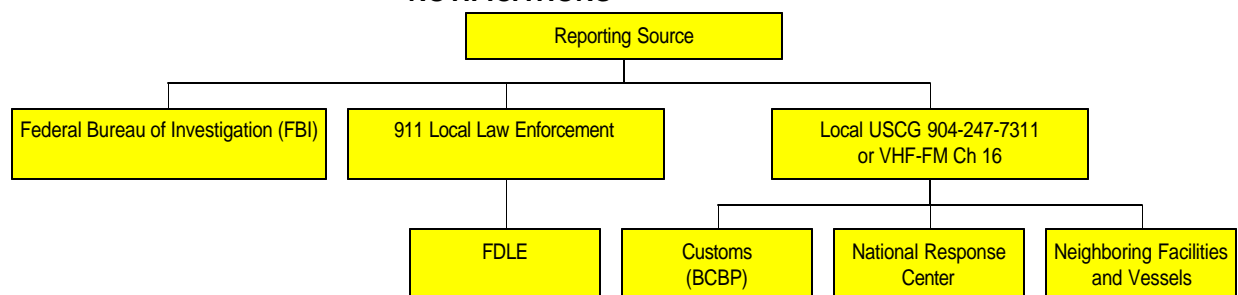 Reporting Source
Federal Bureau of Investigation (FBI)
911 Local Law Enforcement
Local USCG 904-247-7311
or VHF-FM Ch 16
FDLE
Customs
(BCBP)
National Response
Center
Neighboring Facilities
and Vessels